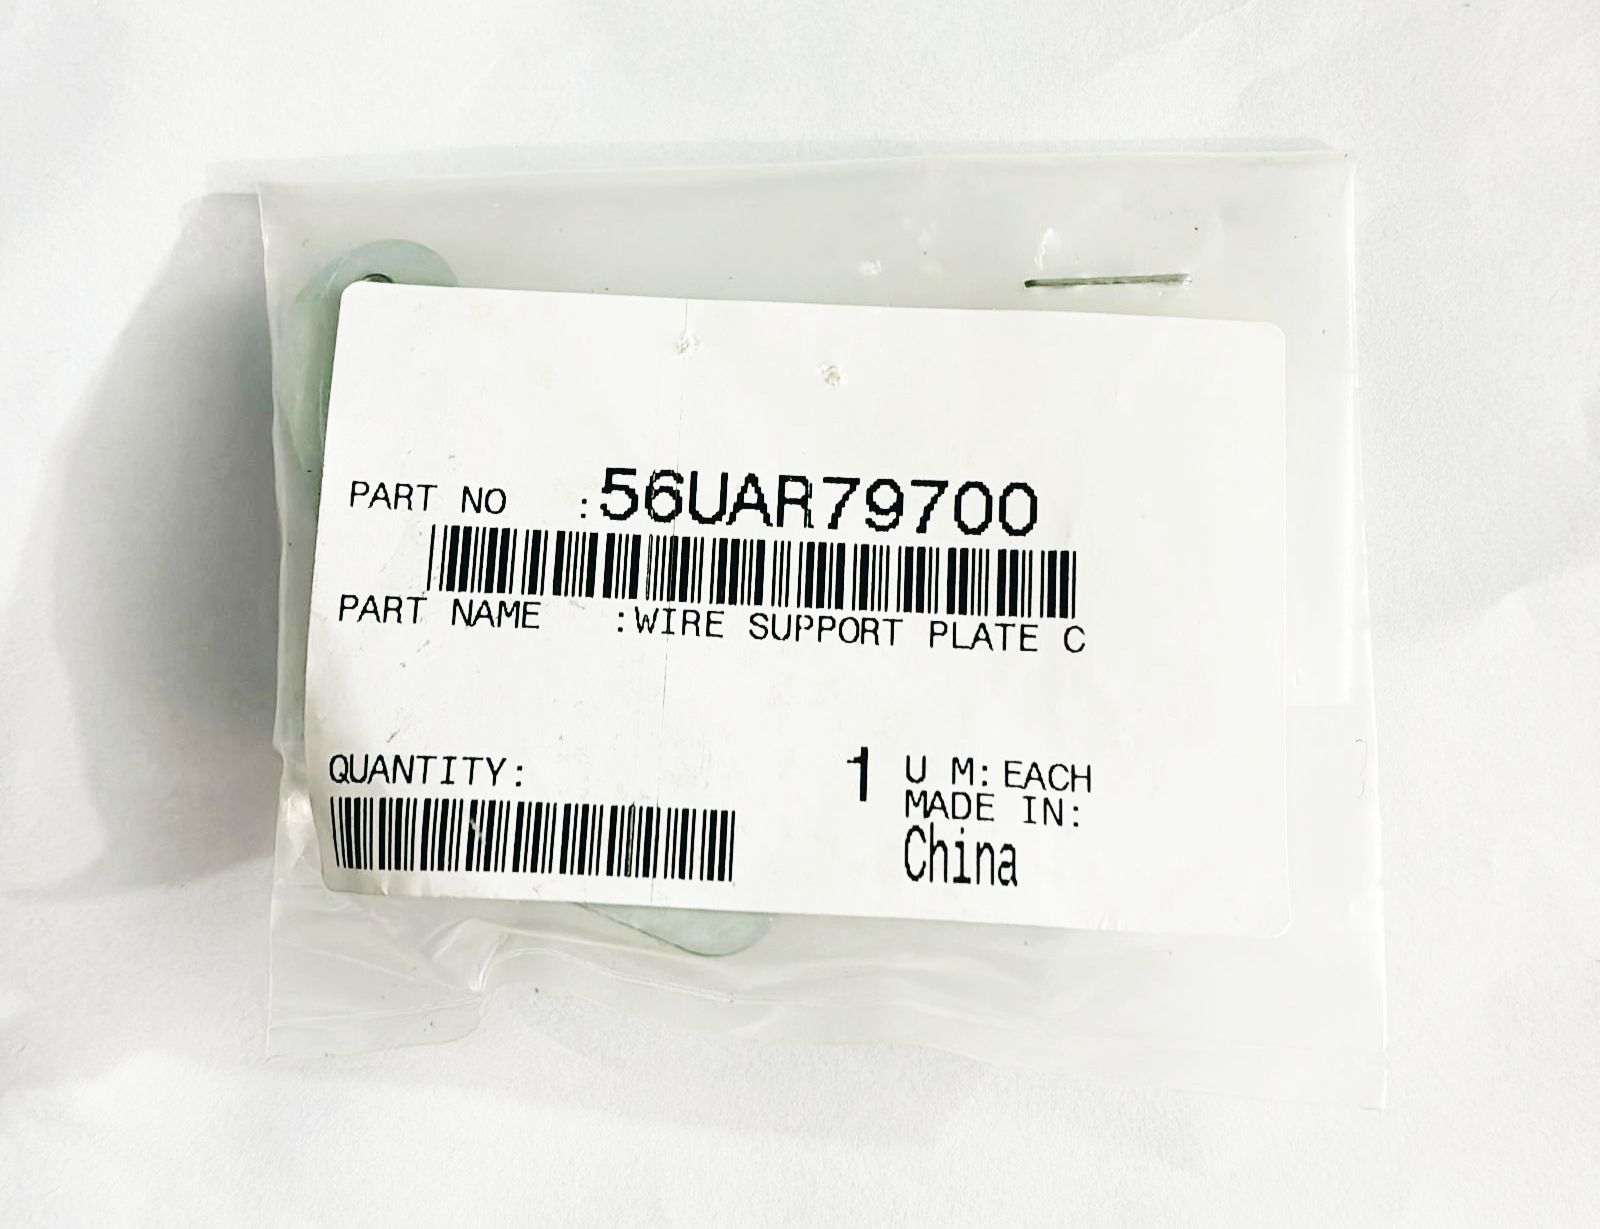 PART NO :56UAR79700
PART NAME :WIRE SUPPORT PLATE C
QUANTITY: 1 U M: EACH
MADE IN:
China